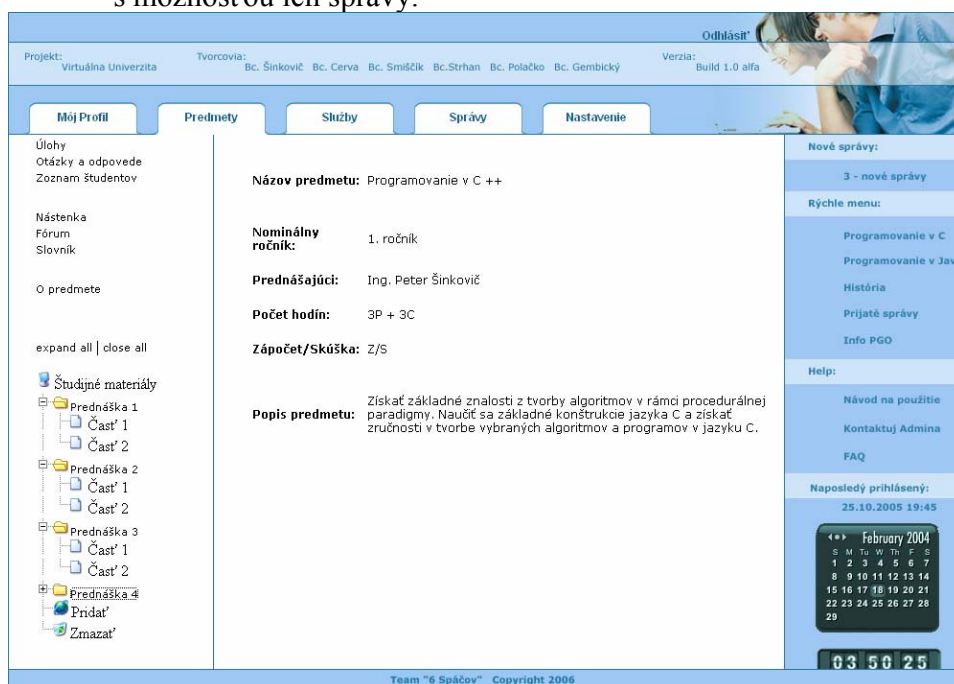 s možnosťou ich správy.
Odhlásiť
Projekt:
Virtuálna Univerzita
Tvorcovia:
Bc. Šinkovič Bc. Cerva Bc. Smiščík Bc.Strhan Bc. Polačko Bc. Gembický
Verzia:
Build 1.0 alfa
Mój Profil
Predmety
Služby
Správy
Nastavenie
Úlohy
Otázky a odpovede
Zoznam študentov
Nástenka
Fórum
Slovník
O predmete
expand all | close all
Študijné materiály
Prednáška 1
Časť 1
Časť 2
Prednáška 2
Časť 1
Časť 2
Prednáška 3
Časť 1
Časť 2
Prednáška 4
Pridať
Zmazať
Názov predmetu: Programovanie v C ++
Nominálny
ročník: 1. ročník
Prednášajúci: Ing. Peter Šinkovič
Počet hodín: 3P + 3C
Zápočet/Skúška: Z/S
Popis predmetu:
Získať základné znalosti z tvorby algoritmov v rámci procedurálnej
paradigmy. Naučiť sa základné konštrukcie jazyka C a získať
zručnosti v tvorbe vybraných algoritmov a programov v jazyku C.
Nové správy:
3 - nové správy
Rýchle menu:
Programovanie v C
Programovanie v Jav
História
Prijaté správy
Info PGO
Help:
Návod na použitie
Kontaktuj Admina
FAQ
Naposledý prihlásený:
25.10.2005 19:45
February 2004
S M Tu W Th F S
1 2 3 4 5 6 7
8 9 10 11 12 13 14
15 16 17 18 19 20 21
22 23 24 25 26 27 28
29
03 50 25
Team "6 Spáčov" Copyright 2006